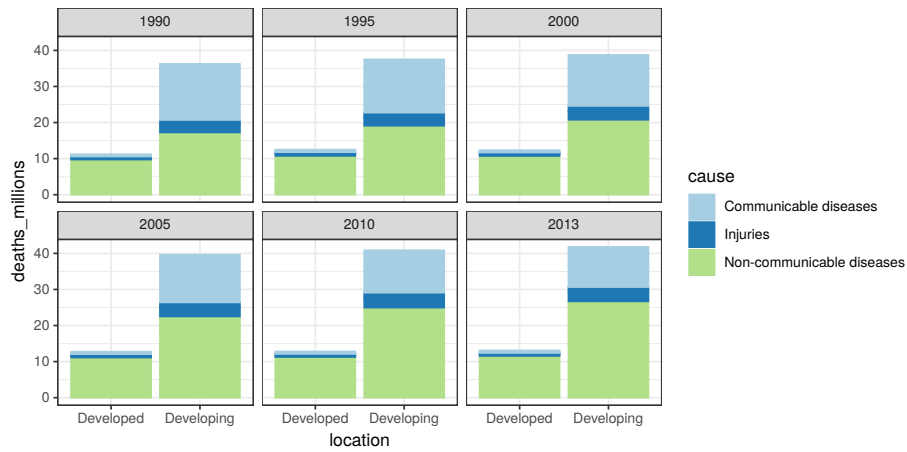 1990
1995
2000
40
30
20
10
0
2005
2010
2013
40
30
20
10
0
Developed
Developing
Developed
Developing
Developed
Developing
location
deaths_millions
cause
Communicable diseases
Injuries
Non-communicable diseases